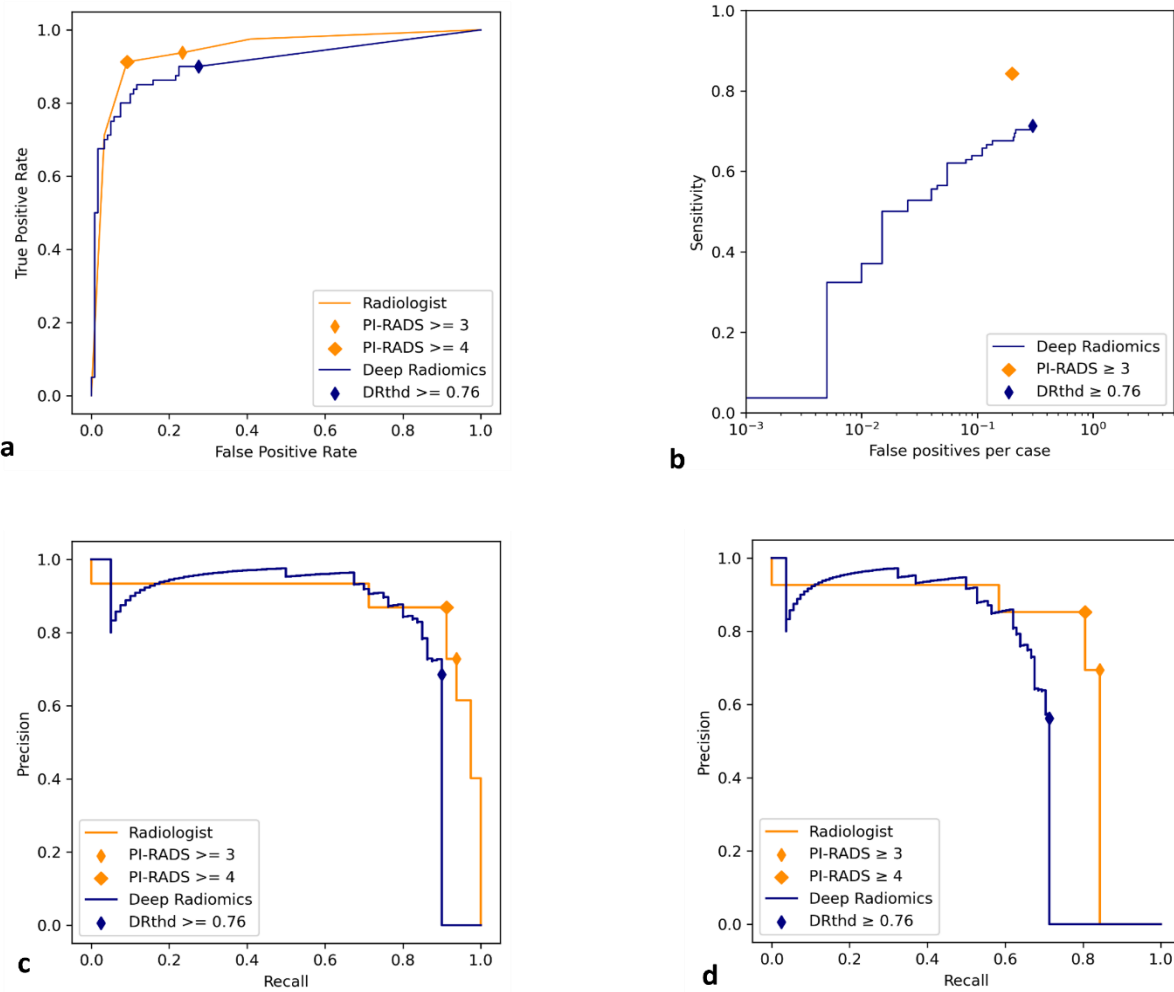 1.0
0.8
0.6
0.4
0.2
0.0
True Positive Rate
0.0 0.2 0.4 0.6 0.8 1.0
False Positive Rate
Radiologist
PI-RADS >= 3
PI-RADS >= 4
Deep Radiomics
DRthd >= 0.76
a
1.0
0.8
0.6
0.4
0.2
0.0
Sensitivity
10⁻³ 10⁻² 10⁻¹ 10⁰
False positives per case
Deep Radiomics
PI-RADS ≥ 3
DRthd ≥ 0.76
b
1.0
0.8
0.6
0.4
0.2
0.0
Precision
0.0 0.2 0.4 0.6 0.8 1.0
Recall
Radiologist
PI-RADS >= 3
PI-RADS >= 4
Deep Radiomics
DRthd >= 0.76
c
1.0
0.8
0.6
0.4
0.2
0.0
Precision
0.0 0.2 0.4 0.6 0.8 1.0
Recall
Radiologist
PI-RADS ≥ 3
PI-RADS ≥ 4
Deep Radiomics
DRthd ≥ 0.76
d